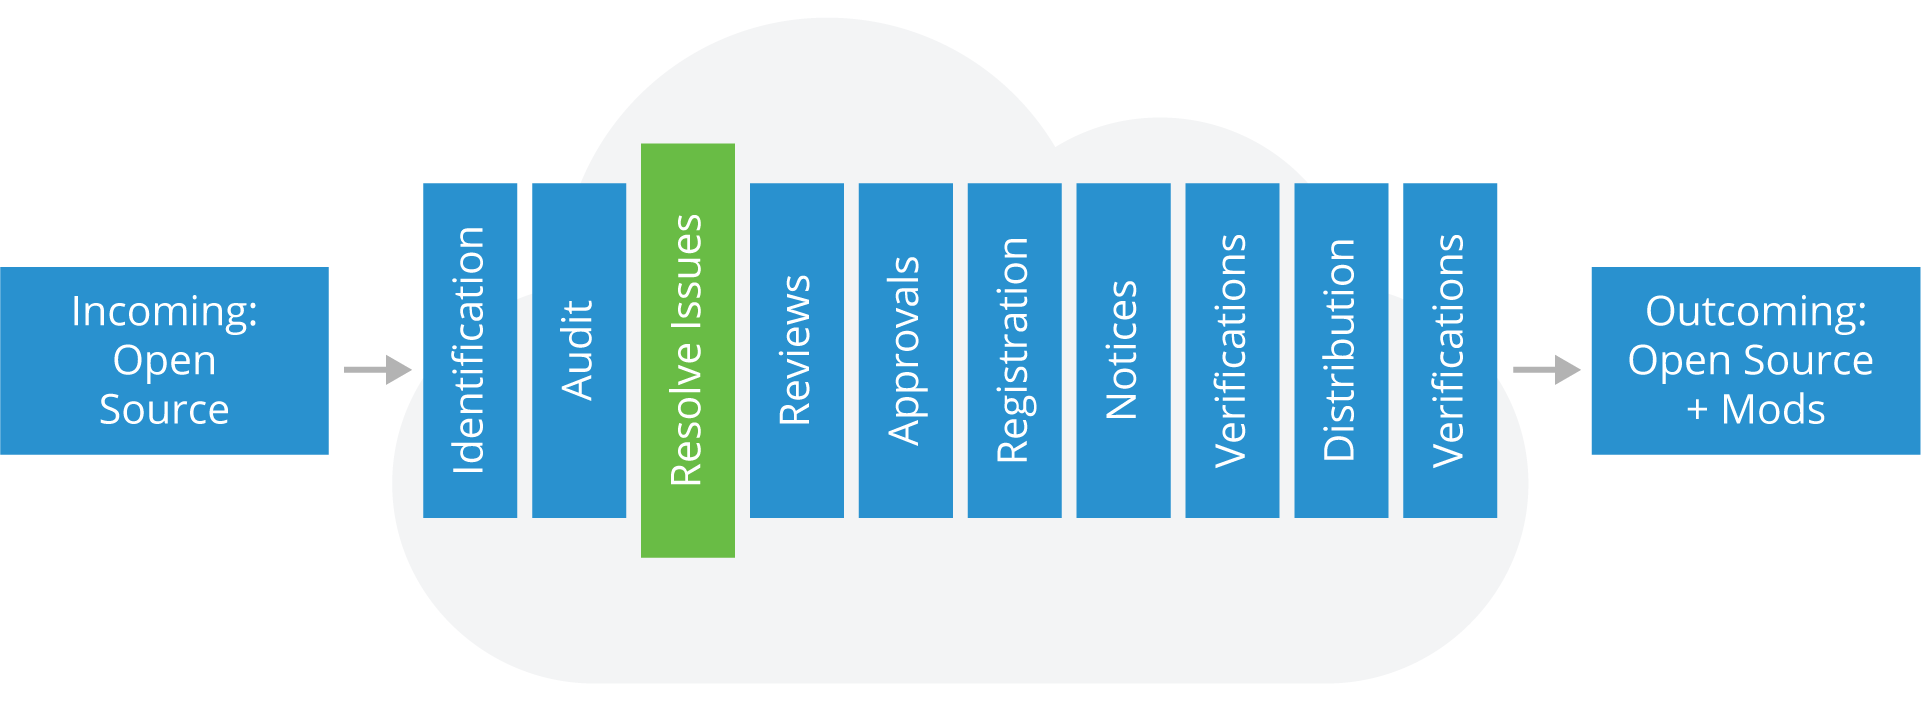 Incoming:
Open
Source
Identification
Audit
Resolve Issues
Reviews
Approvals
Registration
Notices
Verifications
Distribution
Verifications
Outcoming:
Open Source
+ Mods